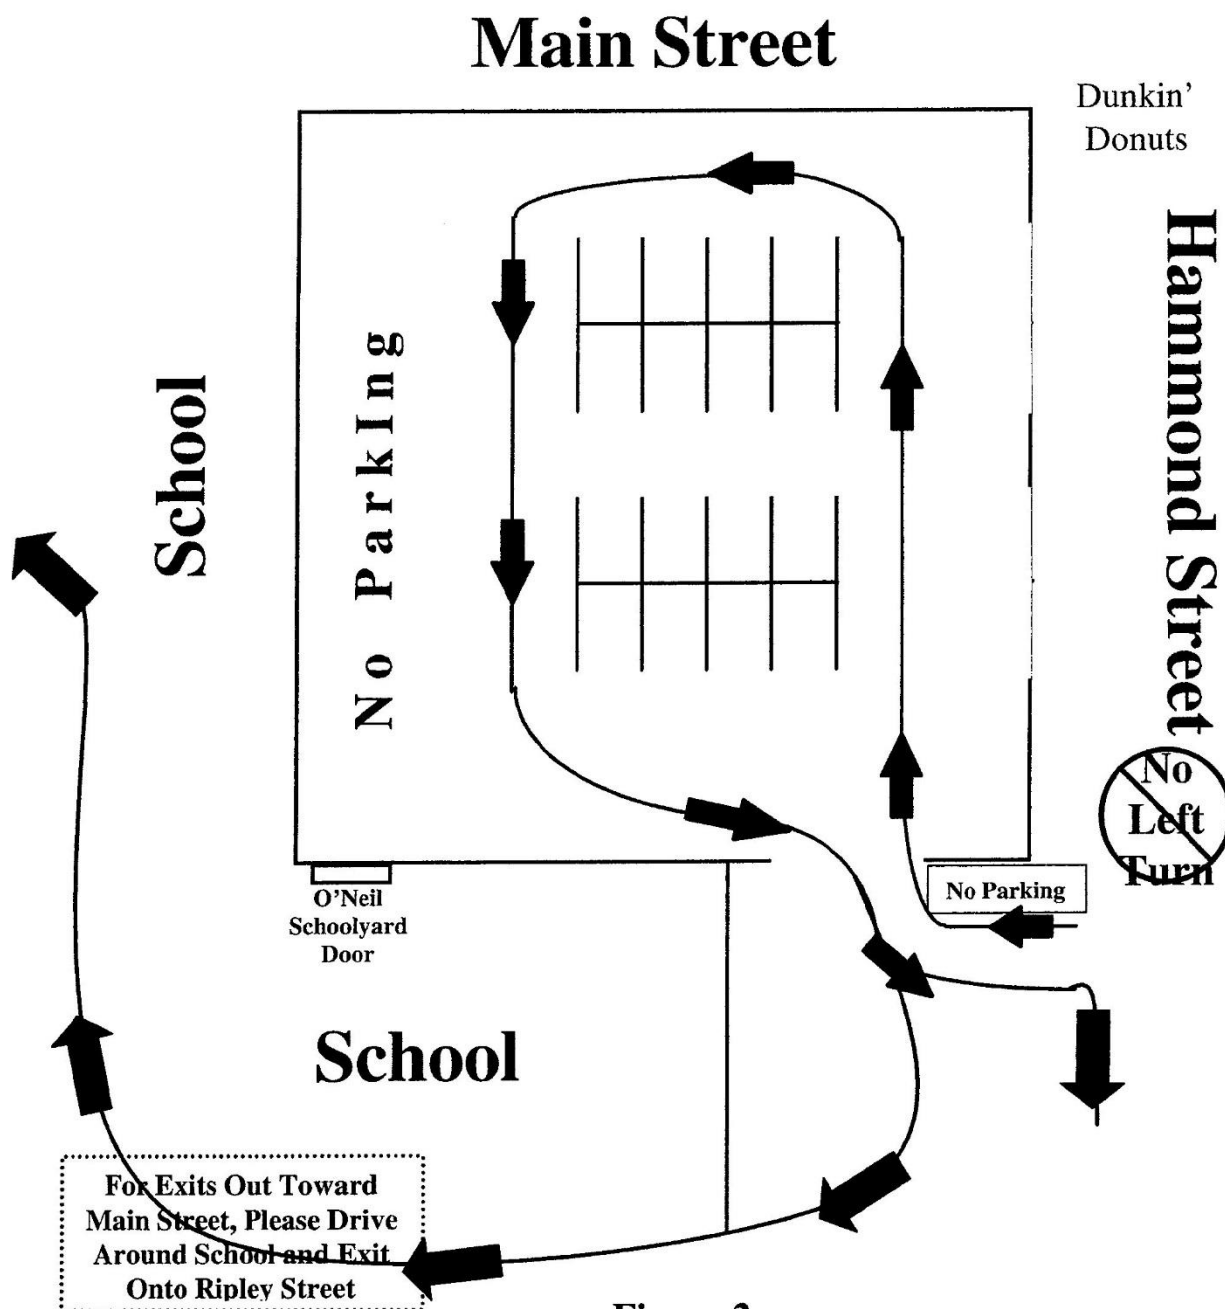 Main Street
Dunkin'
Donuts
Hammond Street
School
No ParkIng
No
Left
Turn
No Parking
O'Neil
Schoolyard
Door
School
For Exits Out Toward
Main Street, Please Drive
Around School and Exit
Onto Ripley Street